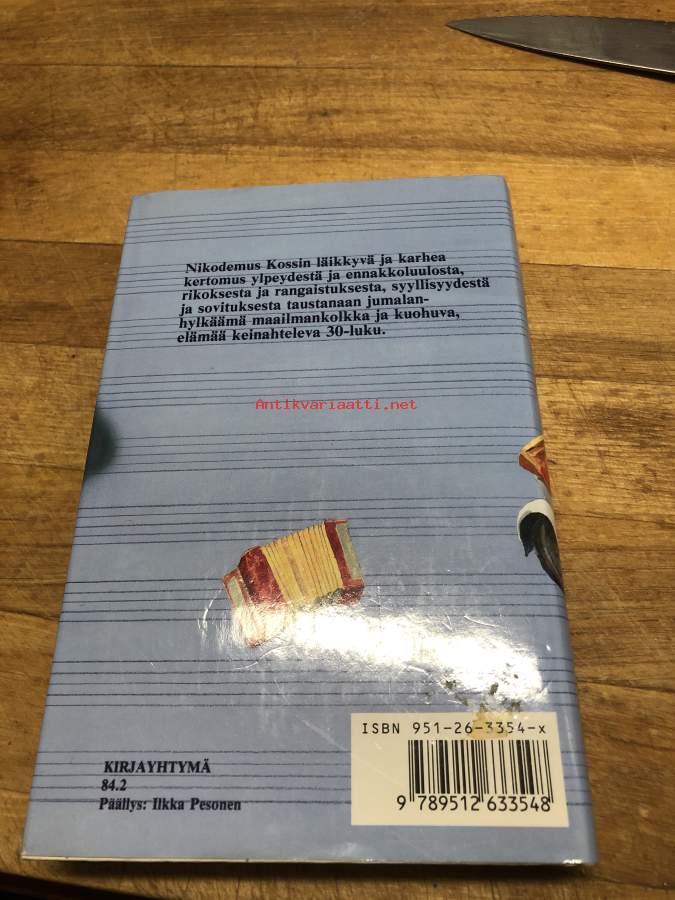 Nikodemus Kossin läikkyvä ja karhea
kertomus ylpeydestä ja ennakkoluulosta,
rikoksesta ja rangaistuksesta, syyllisyydestä
ja sovituksesta taustanaan jumalan-
hylkäämä maailmankolkka ja kuohuva,
elämää keinahteleva 30-luku.
Antikvariaatti.net
ISBN 951-26-3354-x
KIRJAYHTYMÄ
84.2
Päällys: Ilkka Pesonen
9 789512 633548